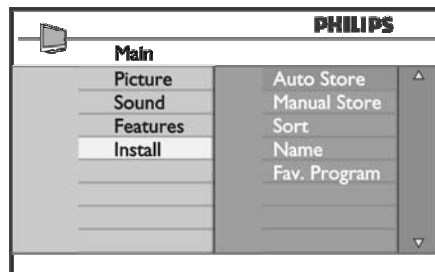 PHILIPS
Main
Picture
Sound
Features
Install
Auto Store
Manual Store
Sort
Name
Fav. Program